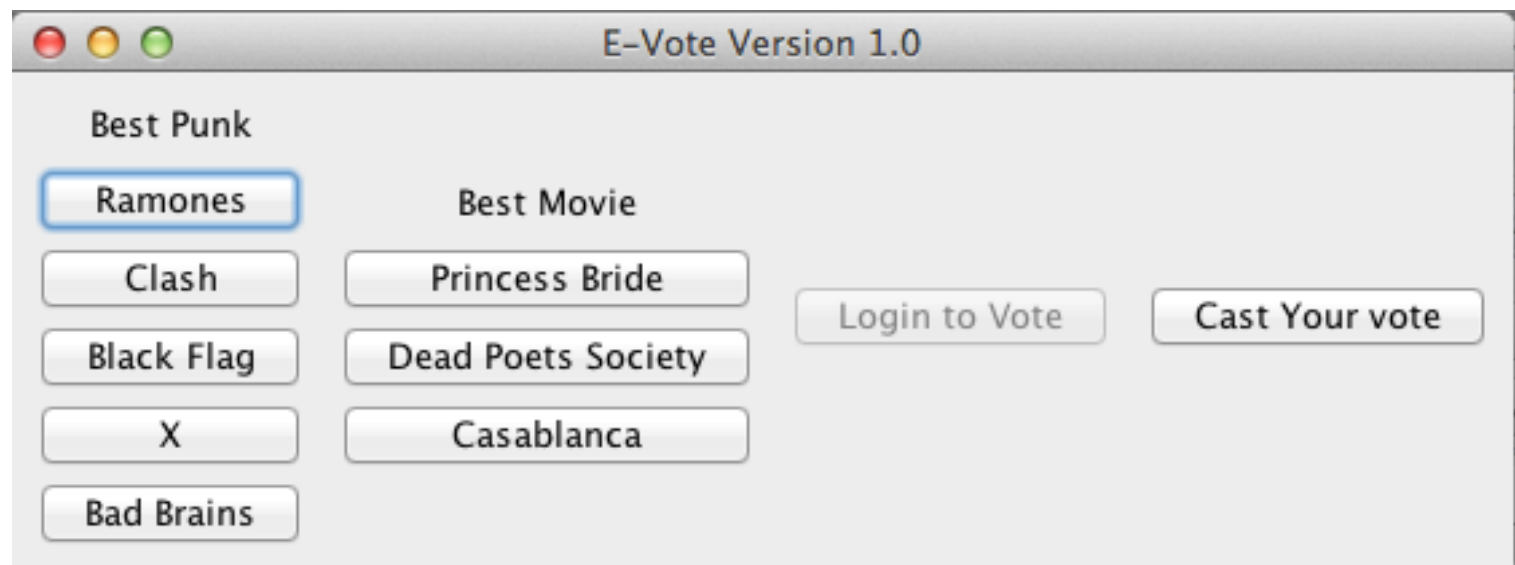 E-Vote Version 1.0
Best Punk
Ramones
Clash
Black Flag
X
Bad Brains
Best Movie
Princess Bride
Dead Poets Society
Casablanca
Login to Vote
Cast Your vote